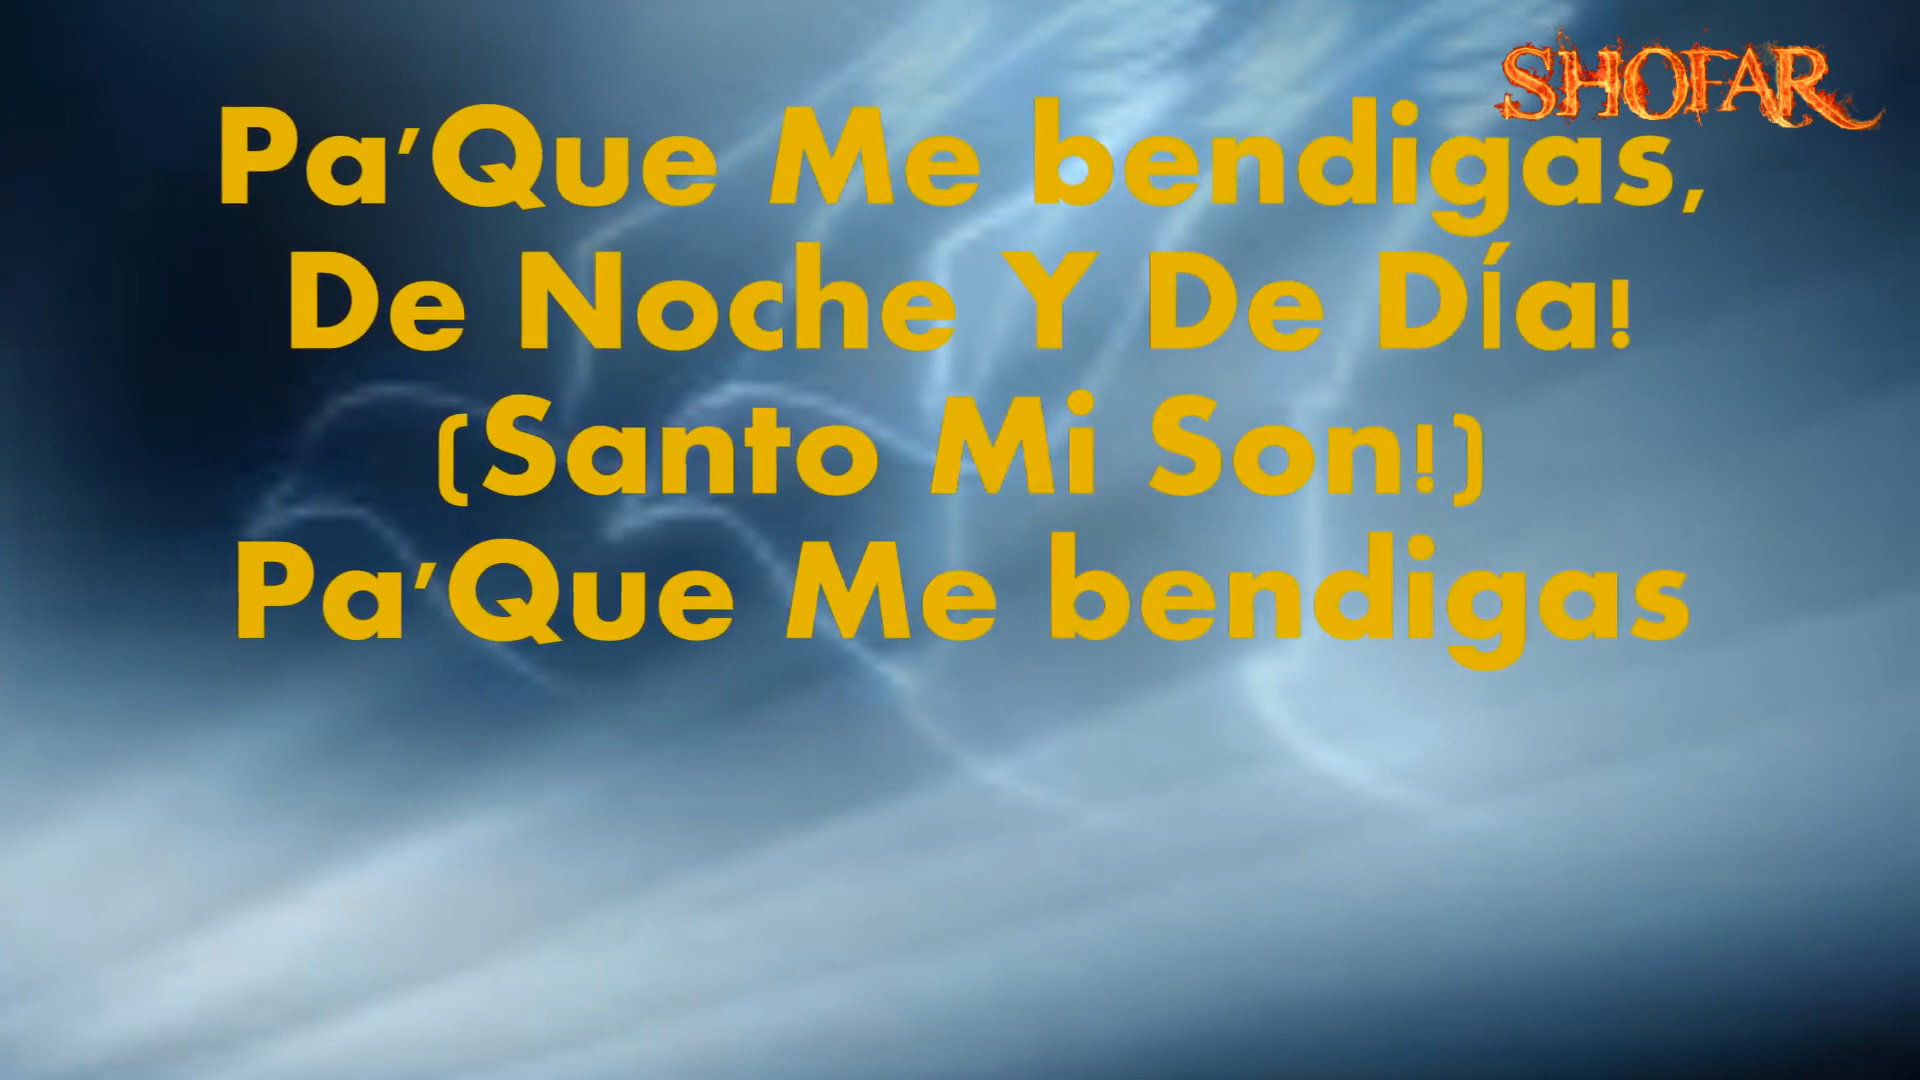 SHOFAR
Pa'Que Me bendigas,
De Noche Y De Día!
(Santo Mi Son!)
Pa'Que Me bendigas